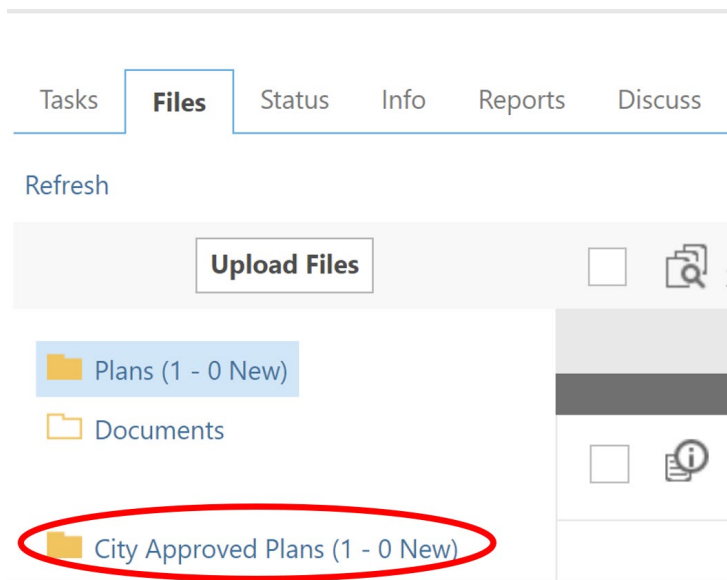 Tasks Files Status Info Reports Discuss
Refresh
Upload Files
Plans (1 - 0 New)
Documents
City Approved Plans (1 - 0 New)